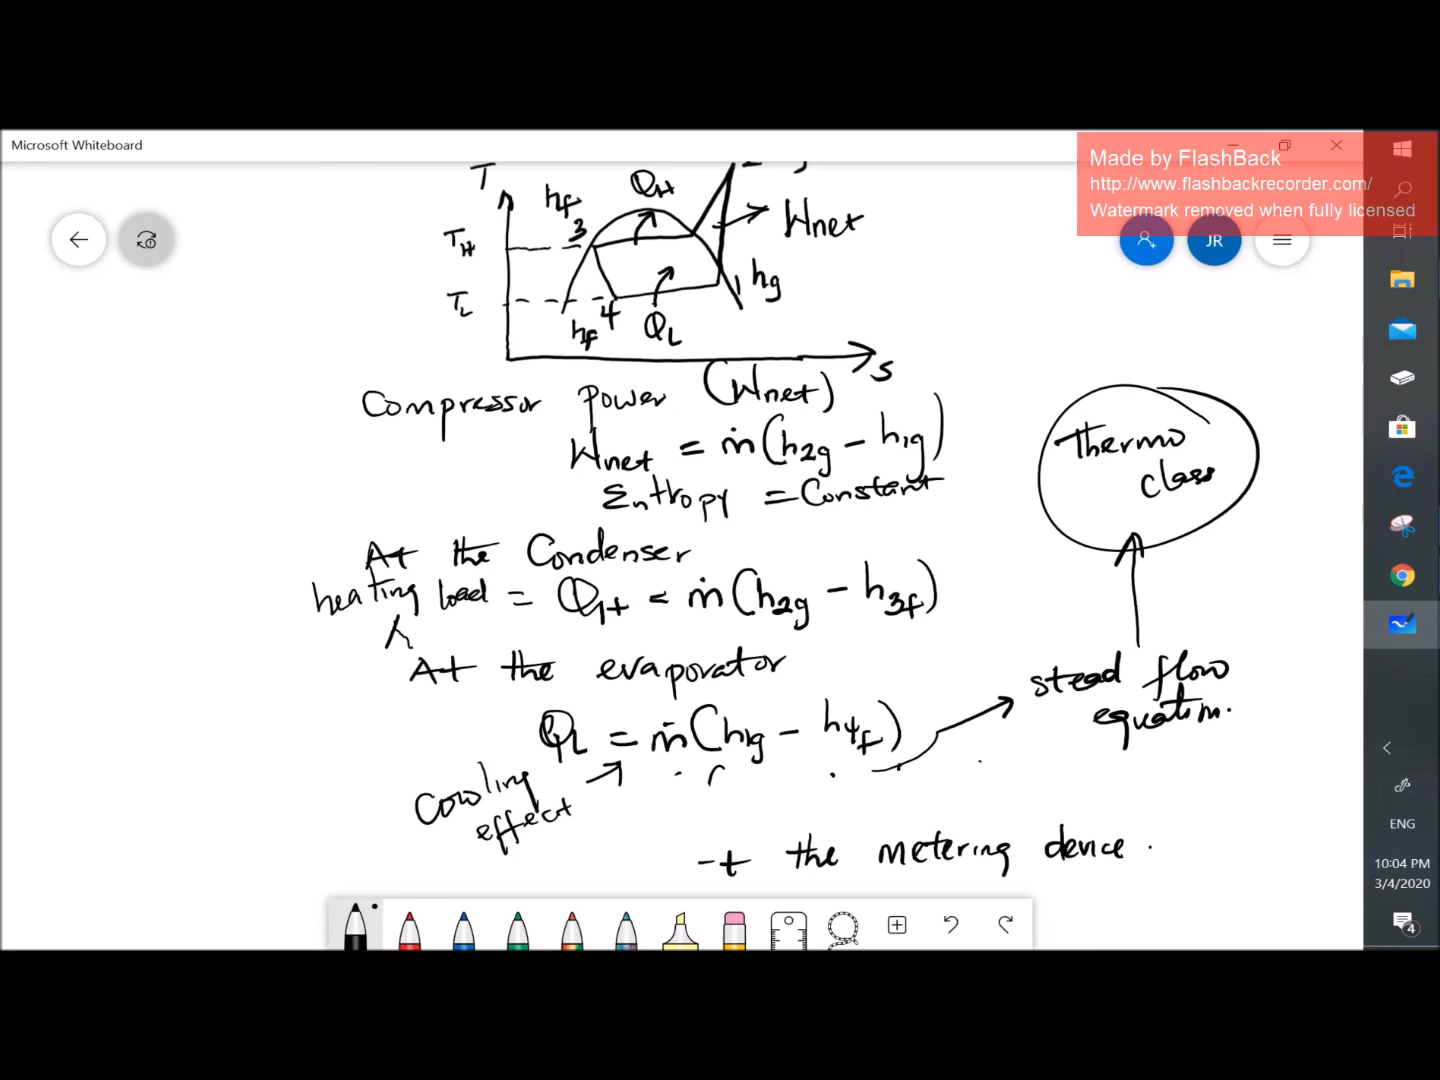 Microsoft Whiteboard
Made by FlashBack
http://www.flashbackrecorder.com/
Watermark removed when fully licensed
JR
T
hf
QH
Wnet
3
TH
TL
4
hf
QL
1 hg
s
Compressor Power (Wnet)
Wnet = ṁ(h2g - h1g)
Entropy = Constant
Thermo
class
At the Condenser
heating load = QH = ṁ(h2g - h3f)
At the evaporator
stead flow
equation.
QL = ṁ(h1g - h4f)
Cowling
effect
-t the metering device
ENG
10:04 PM
3/4/2020
4